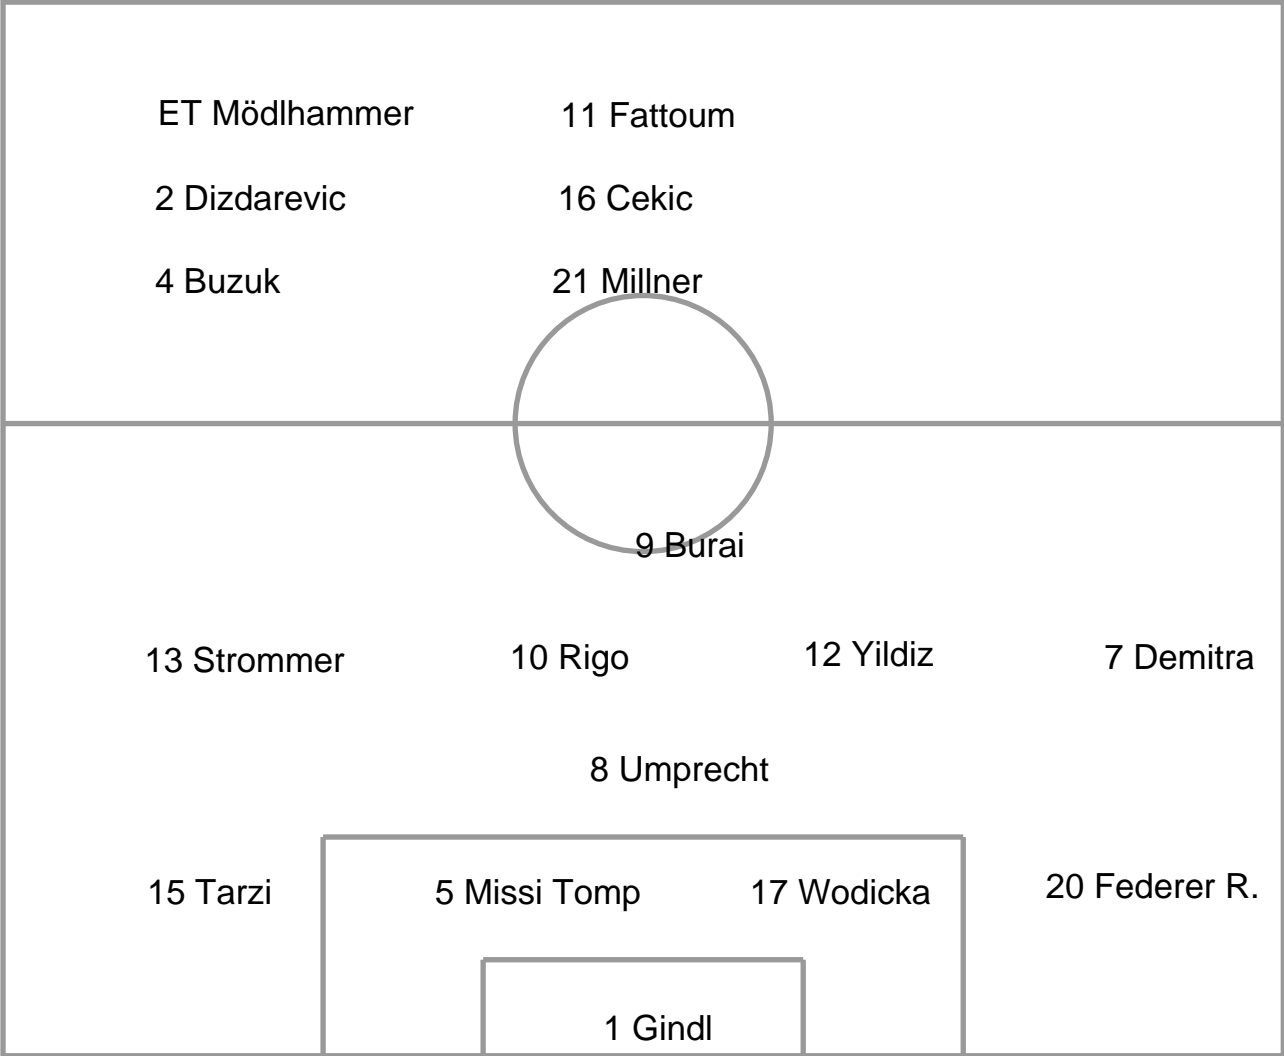 ET Mödlhammer
11 Fattoum
2 Dizdarevic
16 Cekic
4 Buzuk
21 Millner
9 Burai
13 Strommer
10 Rigo
12 Yildiz
7 Demitra
8 Umprecht
15 Tarzi
5 Missi Tomp
17 Wodicka
20 Federer R.
1 Gindl